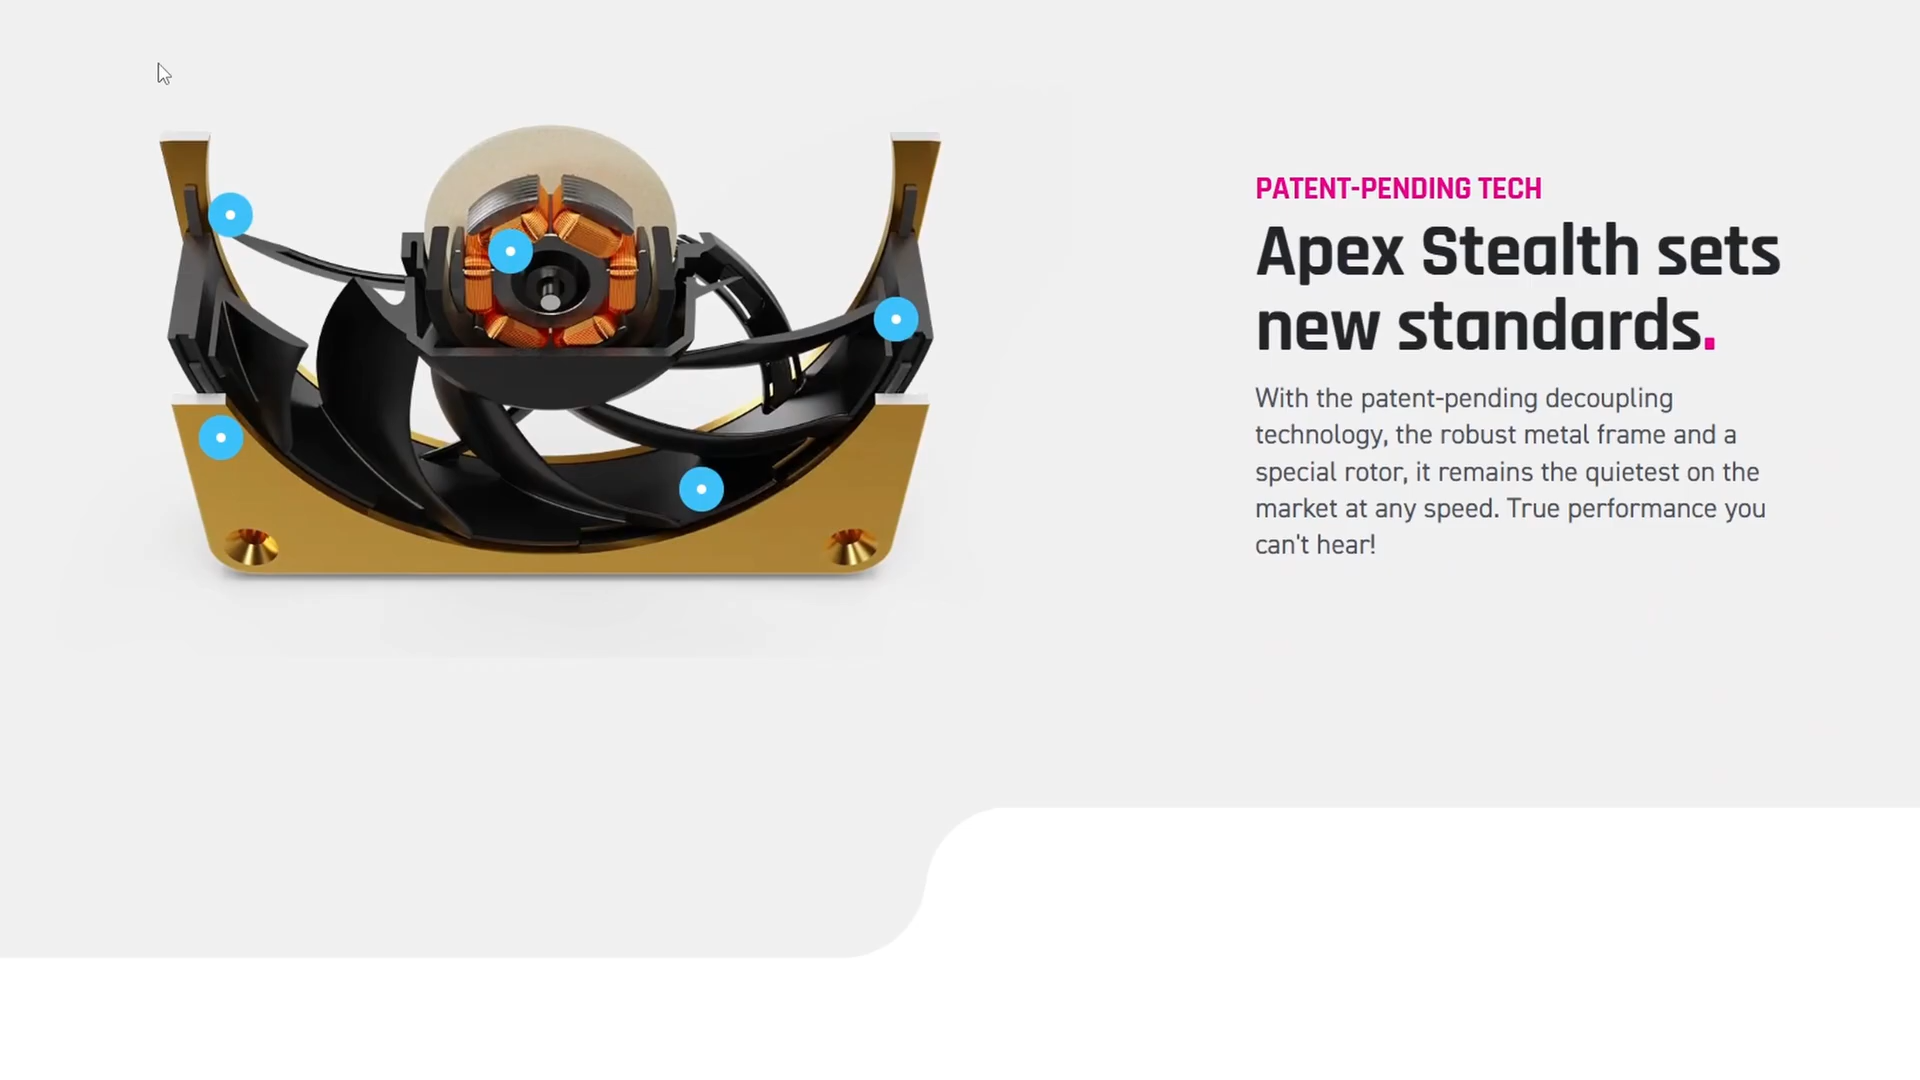 PATENT-PENDING TECH
Apex Stealth sets
new standards.
With the patent-pending decoupling
technology, the robust metal frame and a
special rotor, it remains the quietest on the
market at any speed. True performance you
can't hear!